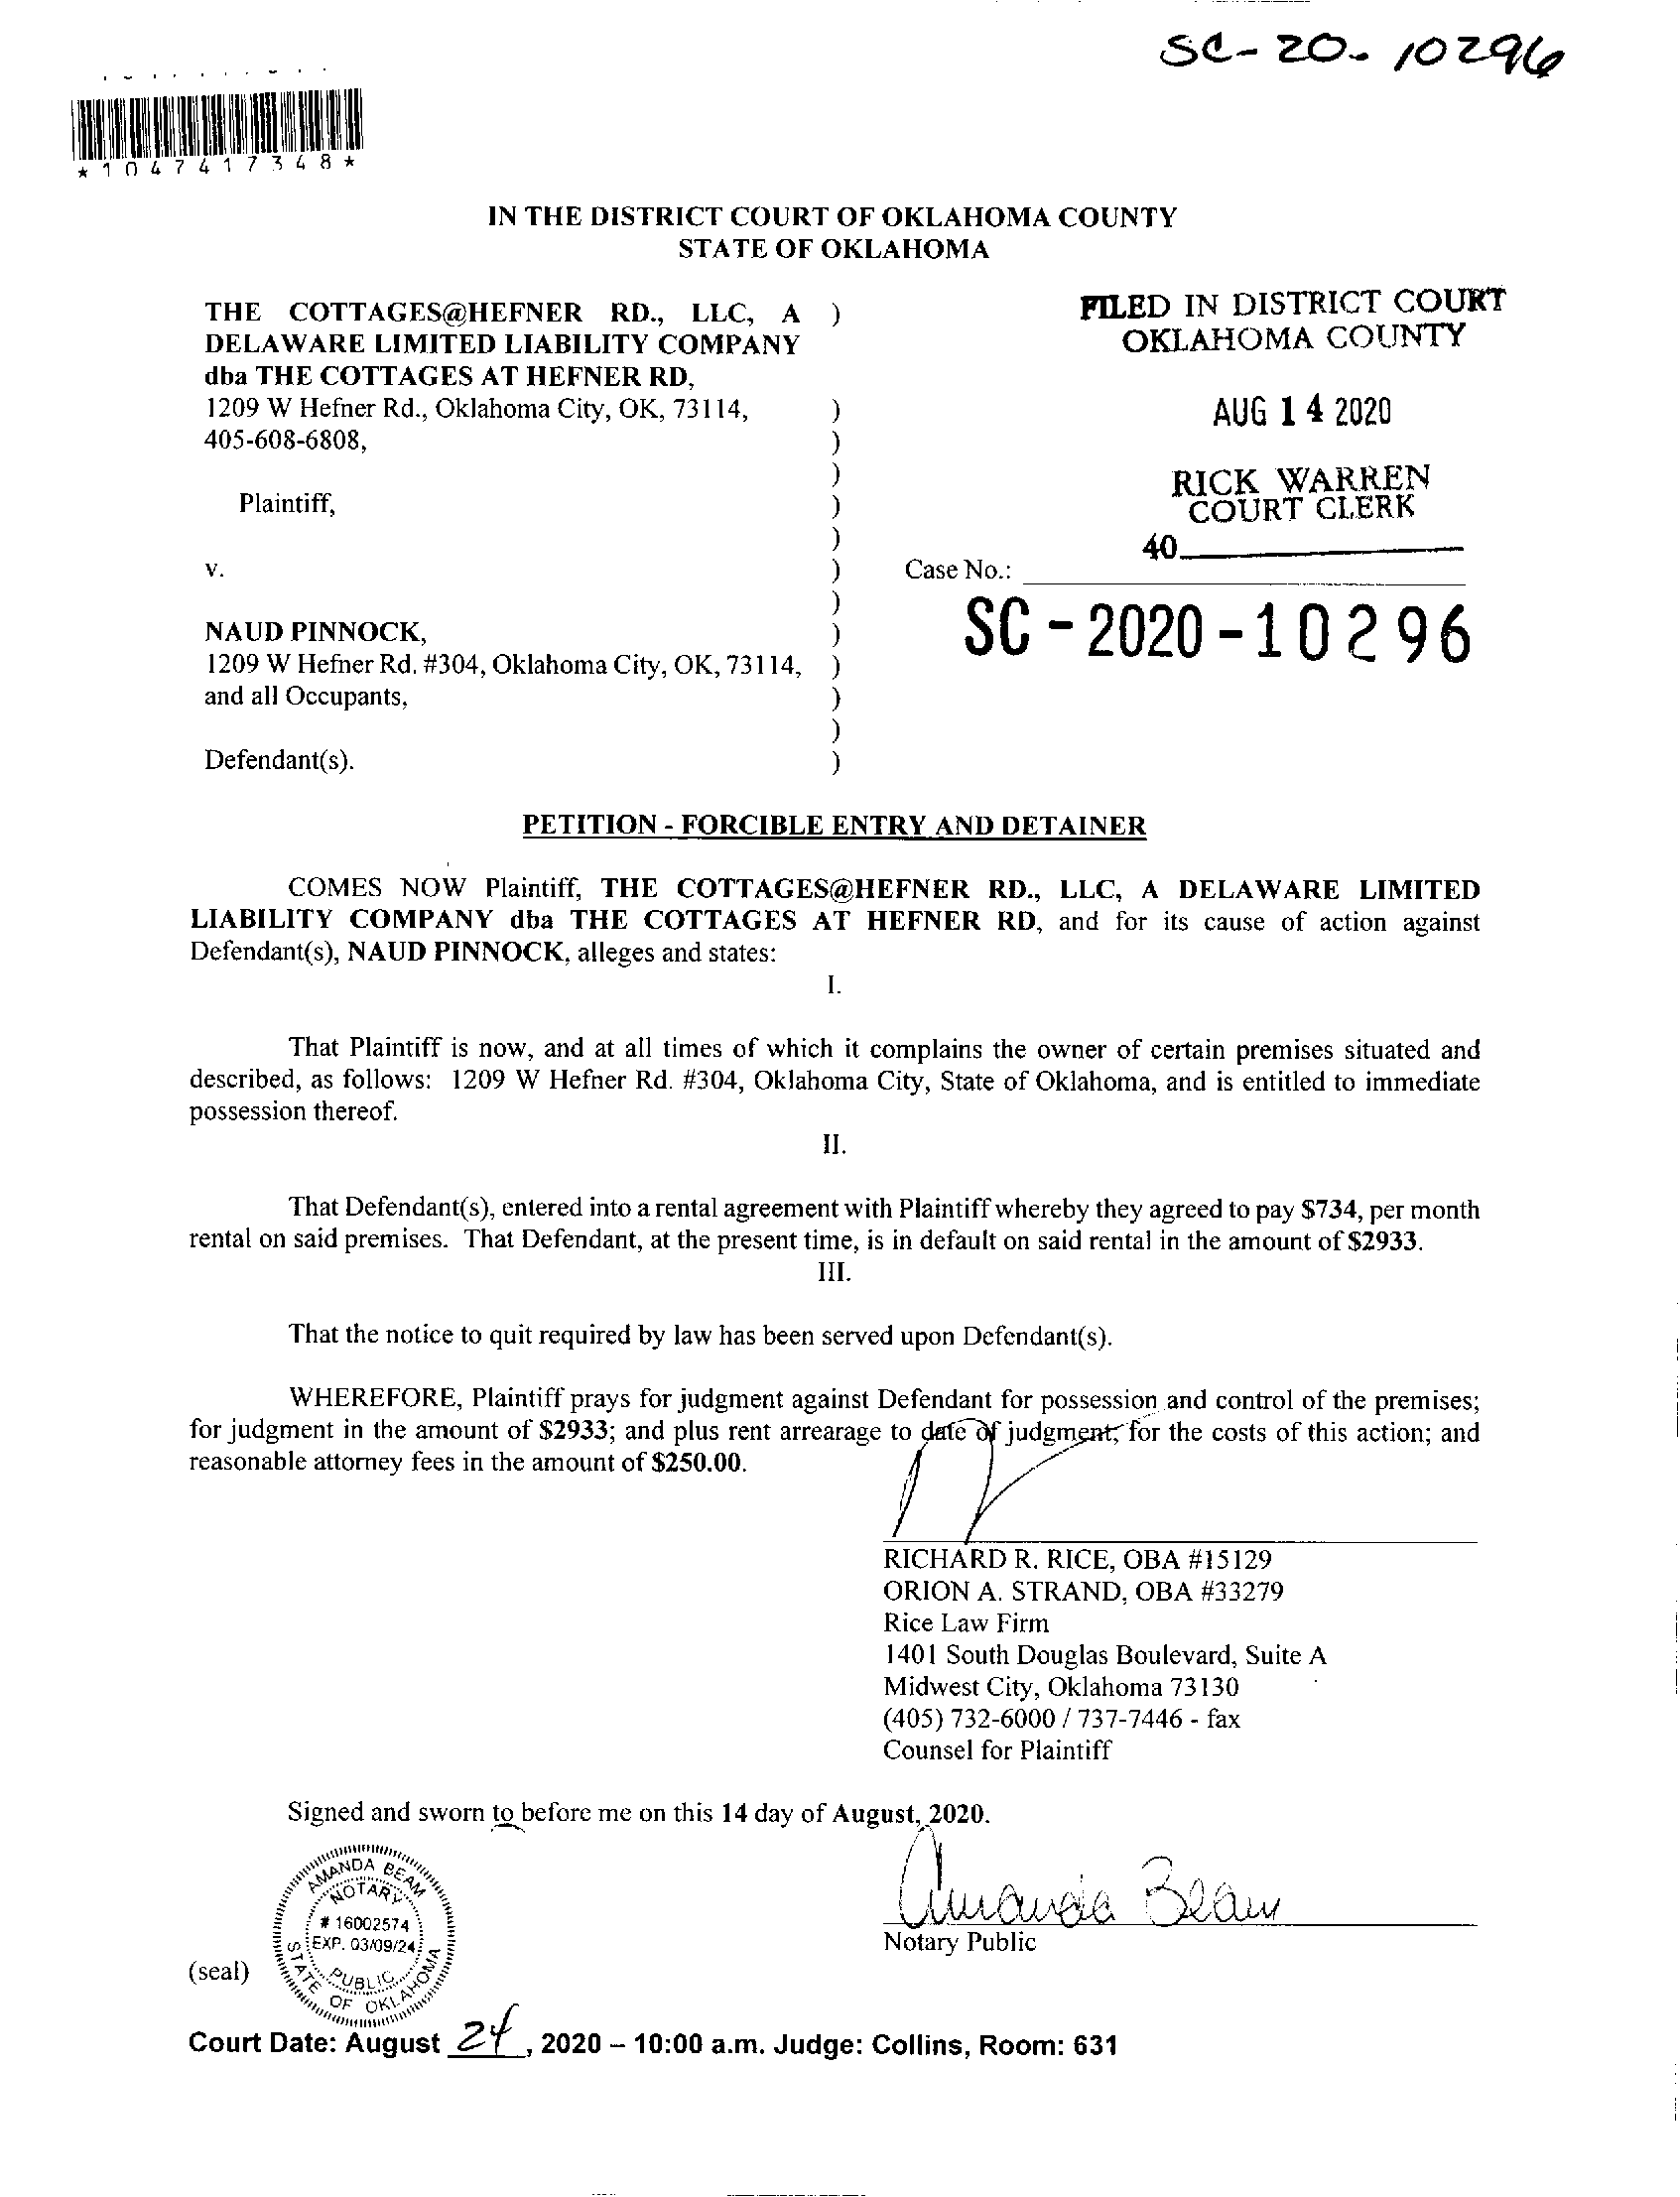 SC-20-10296
*1047417348*
IN THE DISTRICT COURT OF OKLAHOMA COUNTY
STATE OF OKLAHOMA
THE COTTAGES@HEFNER RD., LLC, A )
DELAWARE LIMITED LIABILITY COMPANY
dba THE COTTAGES AT HEFNER RD,
1209 W Hefner Rd., Oklahoma City, OK, 73114, )
405-608-6808, )
)
Plaintiff, )
)
v. )
)
NAUD PINNOCK, )
1209 W Hefner Rd. #304, Oklahoma City, OK, 73114, )
and all Occupants, )
)
Defendant(s). )
FILED IN DISTRICT COURT
OKLAHOMA COUNTY
AUG 14 2020
RICK WARREN
COURT CLERK
40
Case No.:
SC-2020-10296
PETITION - FORCIBLE ENTRY AND DETAINER
COMES NOW Plaintiff, THE COTTAGES@HEFNER RD., LLC, A DELAWARE LIMITED
LIABILITY COMPANY dba THE COTTAGES AT HEFNER RD, and for its cause of action against
Defendant(s), NAUD PINNOCK, alleges and states:
I.
That Plaintiff is now, and at all times of which it complains the owner of certain premises situated and
described, as follows: 1209 W Hefner Rd. #304, Oklahoma City, State of Oklahoma, and is entitled to immediate
possession thereof.
II.
That Defendant(s), entered into a rental agreement with Plaintiff whereby they agreed to pay $734, per month
rental on said premises. That Defendant, at the present time, is in default on said rental in the amount of $2933.
III.
That the notice to quit required by law has been served upon Defendant(s).
WHEREFORE, Plaintiff prays for judgment against Defendant for possession and control of the premises;
for judgment in the amount of $2933; and plus rent arrearage to date of judgment; for the costs of this action; and
reasonable attorney fees in the amount of $250.00.
RICHARD R. RICE, OBA #15129
ORION A. STRAND, OBA #33279
Rice Law Firm
1401 South Douglas Boulevard, Suite A
Midwest City, Oklahoma 73130
(405) 732-6000 / 737-7446 - fax
Counsel for Plaintiff
Signed and sworn to before me on this 14 day of August, 2020.
Amanda Beam
Notary Public
AMANDA BEAM
NOTARY
# 16002574
EXP. 03/09/24
PUBLIC
STATE OF OKLAHOMA
(seal)
Court Date: August 24, 2020 – 10:00 a.m. Judge: Collins, Room: 631